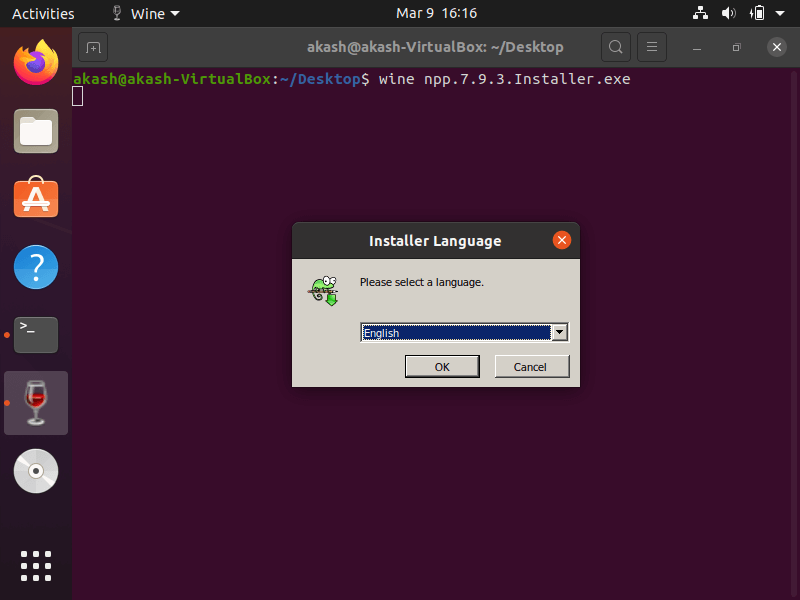 Activities
Wine
Mar 9 16:16
akash@akash-VirtualBox: ~/Desktop
akash@akash-VirtualBox:~/Desktop$ wine npp.7.9.3.Installer.exe
>_
Installer Language
Please select a language.
English
OK
Cancel